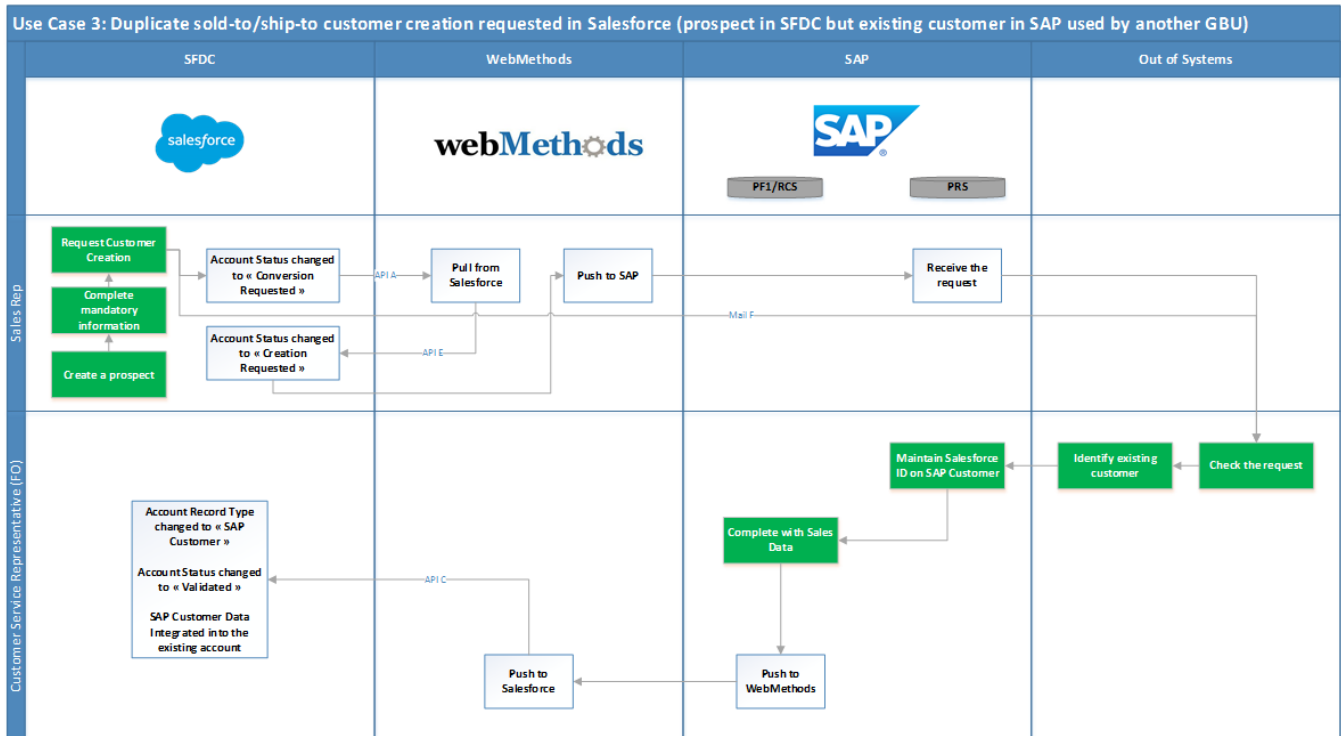 Use Case 3: Duplicate sold-to/ship-to customer creation requested in Salesforce (prospect in SFDC but existing customer in SAP used by another GBU)
SFDC
WebMethods
SAP
Out of Systems
salesforce
webMethods
SAP
®
PF1/RCS
PRS
Sales Rep
Request Customer
Creation
Complete
mandatory
information
Create a prospect
Account Status changed
to « Conversion
Requested »
API A
Pull from
Salesforce
Push to SAP
Receive the
request
Mail F
Account Status changed
to « Creation
Requested »
API E
Customer Service Representative (FO)
Maintain Salesforce
ID on SAP Customer
Identify existing
customer
Check the request
Complete with Sales
Data
Account Record Type
changed to « SAP
Customer »
Account Status changed
to « Validated »
SAP Customer Data
Integrated into the
existing account
API C
Push to
Salesforce
Push to
WebMethods